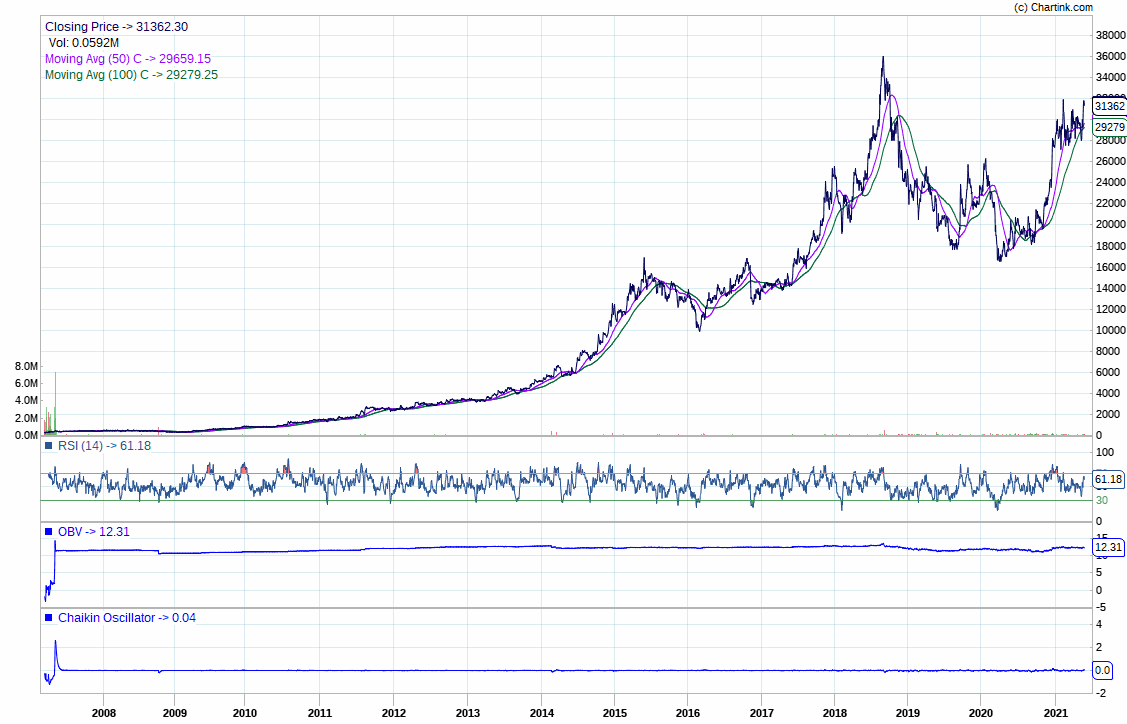 (c) Chartink.com
Closing Price -> 31362.30
Vol: 0.0592M
Moving Avg (50) C -> 29659.15
Moving Avg (100) C -> 29279.25
38000
36000
34000
31362
29279
28000
26000
24000
22000
20000
18000
16000
14000
12000
10000
8000
6000
4000
2000
0
8.0M
6.0M
4.0M
2.0M
0.0M
RSI (14) -> 61.18
100
61.18
30
0
OBV -> 12.31
15
12.31
5
0
-5
Chaikin Oscillator -> 0.04
4
2
0.0
-2
2008 2009 2010 2011 2012 2013 2014 2015 2016 2017 2018 2019 2020 2021